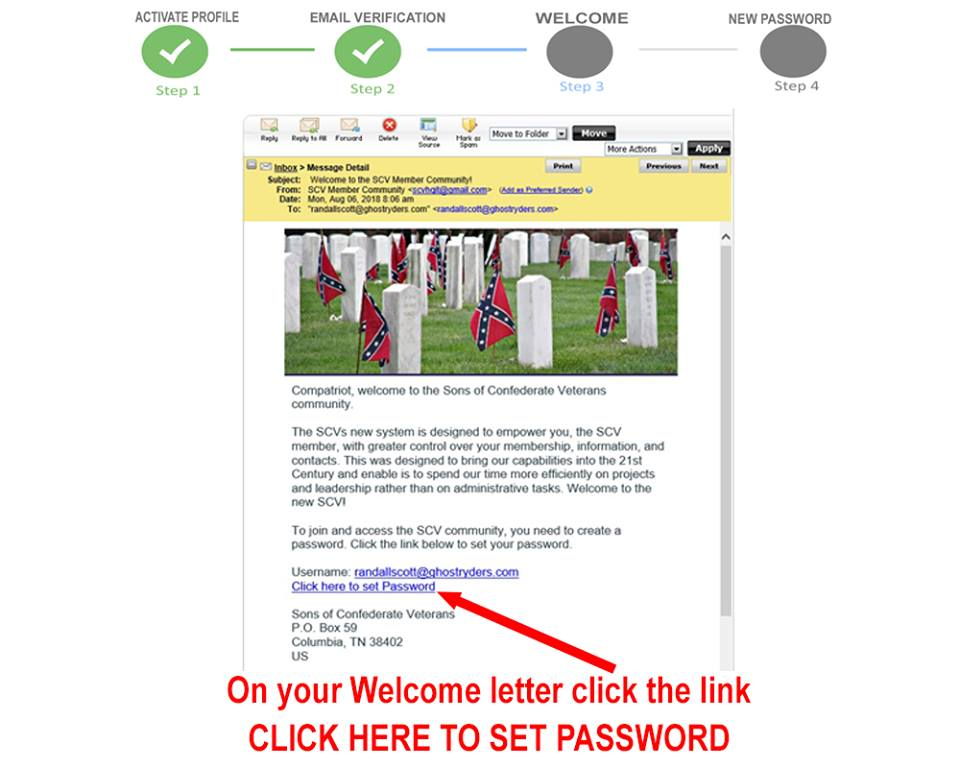 ACTIVATE PROFILE
EMAIL VERIFICATION
WELCOME
NEW PASSWORD
Step 1
Step 2
Step 3
Step 4
Reply
Reply to All
Forward
Delete
View Source
Mark as Spam
Move to Folder
Move
More Actions
Apply
Inbox > Message Detail
Print
Previous
Next
Subject: Welcome to the SCV Member Community!
From: SCV Member Community <scvhqit@gmail.com> (Add as Preferred Sender)
Date: Mon, Aug 06, 2018 8:06 am
To: "randallscott@ghostryders.com" <randallscott@ghostryders.com>
Compatriot, welcome to the Sons of Confederate Veterans
community.
The SCVs new system is designed to empower you, the SCV
member, with greater control over your membership, information, and
contacts. This was designed to bring our capabilities into the 21st
Century and enable is to spend our time more efficiently on projects
and leadership rather than on administrative tasks. Welcome to the
new SCV!
To join and access the SCV community, you need to create a
password. Click the link below to set your password.
Username: randallscott@ghostryders.com
Click here to set Password
Sons of Confederate Veterans
P.O. Box 59
Columbia, TN 38402
US
On your Welcome letter click the link
CLICK HERE TO SET PASSWORD